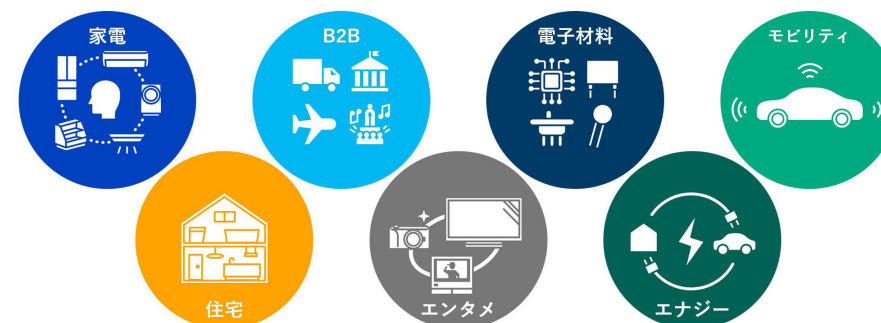 家電
B2B
電子材料
モビリティ
住宅
エンタメ
エナジー